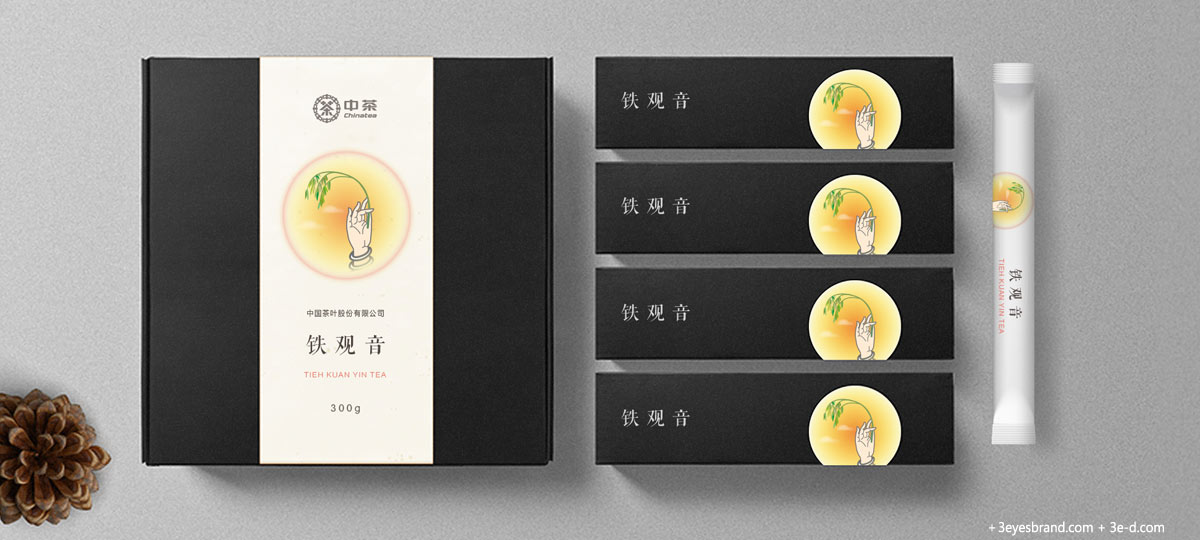 茶
中茶
Chinatea
中国茶叶股份有限公司
铁观音
TIEH KUAN YIN TEA
300g
铁观音
铁观音
铁观音
铁观音
铁观音
TIEH KUAN YIN TEA
+ 3eyesbrand.com + 3e-d.com